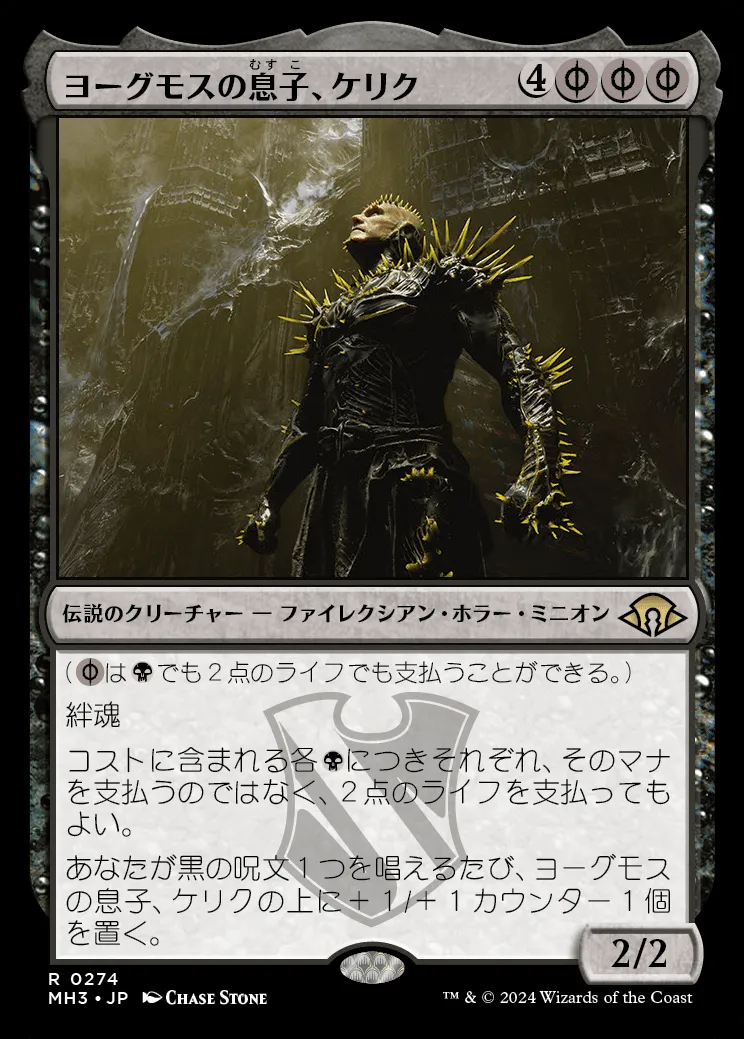 むすこ
ヨーグモスの息子、ケリク 4
伝説のクリーチャー — ファイレクシアン・ホラー・ミニオン
(は でも2点のライフでも支払うことができる。)
絆魂
コストに含まれる各 につきそれぞれ、そのマナ
を支払うのではなく、2点のライフを支払っても
よい。
あなたが黒の呪文1つを唱えるたび、ヨーグモス
の息子、ケリクの上に+1/+1カウンター1個
を置く。
2/2
R 0274
MH3 • JP CHASE STONE
™ & © 2024 Wizards of the Coast